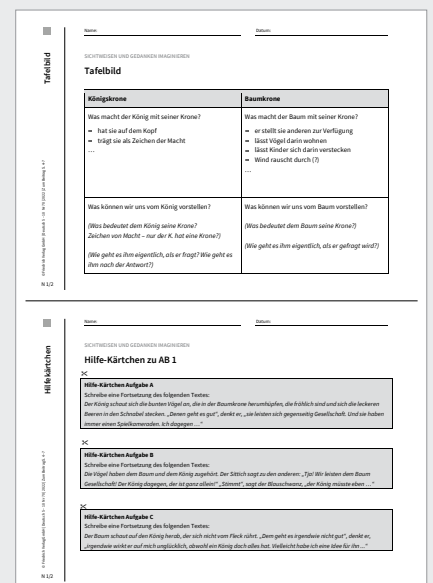 Name:
Datum:
Tafelbild
SICHTWEISEN UND GEDANKEN IMAGINIEREN
Tafelbild
Königskrone
Baumkrone
Was macht der König mit seiner Krone?
– hat sie auf dem Kopf
– trägt sie als Zeichen der Macht
…
Was macht der Baum mit seiner Krone?
– er stellt sie anderen zur Verfügung
– lässt Vögel darin wohnen
– lässt Kinder sich darin verstecken
– Wind rauscht durch (?)
…
Was können wir uns vom König vorstellen?
(Was bedeutet dem König seine Krone?
Zeichen von Macht – nur der K. hat eine Krone?)
(Wie geht es ihm eigentlich, als er fragt? Wie geht es
ihm nach der Antwort?)
Was können wir uns vom Baum vorstellen?
(Was bedeutet dem Baum seine Krone?)
(Wie geht es ihm eigentlich, als er gefragt wird?)
N 1/2
Name:
Datum:
Hilfekärtchen
SICHTWEISEN UND GEDANKEN IMAGINIEREN
Hilfe-Kärtchen zu AB 1
Hilfe-Kärtchen Aufgabe A
Schreibe eine Fortsetzung des folgenden Textes:
Der König schaut sich die bunten Vögel an, die in der Baumkrone herumhüpfen, die fröhlich sind und sich die leckeren
Beeren in den Schnabel stecken. „Denen geht es gut“, denkt er, „sie leisten sich gegenseitig Gesellschaft. Und sie haben
immer einen Spielkameraden. Ich dagegen …“
Hilfe-Kärtchen Aufgabe B
Schreibe eine Fortsetzung des folgenden Textes:
Die Vögel haben dem Baum und dem König zugehört. Der Sittich sagt zu den anderen: „Tja! Wir leisten dem Baum
Gesellschaft! Der König dagegen, der ist ganz allein!“ „Stimmt“, sagt der Blauschwanz, „der König müsste eben …“
Hilfe-Kärtchen Aufgabe C
Schreibe eine Fortsetzung des folgenden Textes:
Der Baum schaut auf den König herab, der sich nicht vom Fleck rührt. „Dem geht es irgendwie nicht gut“, denkt er,
„irgendwie wirkt er auf mich unglücklich, obwohl ein König doch alles hat. Vielleicht habe ich eine Idee für ihn …“
N 1/2